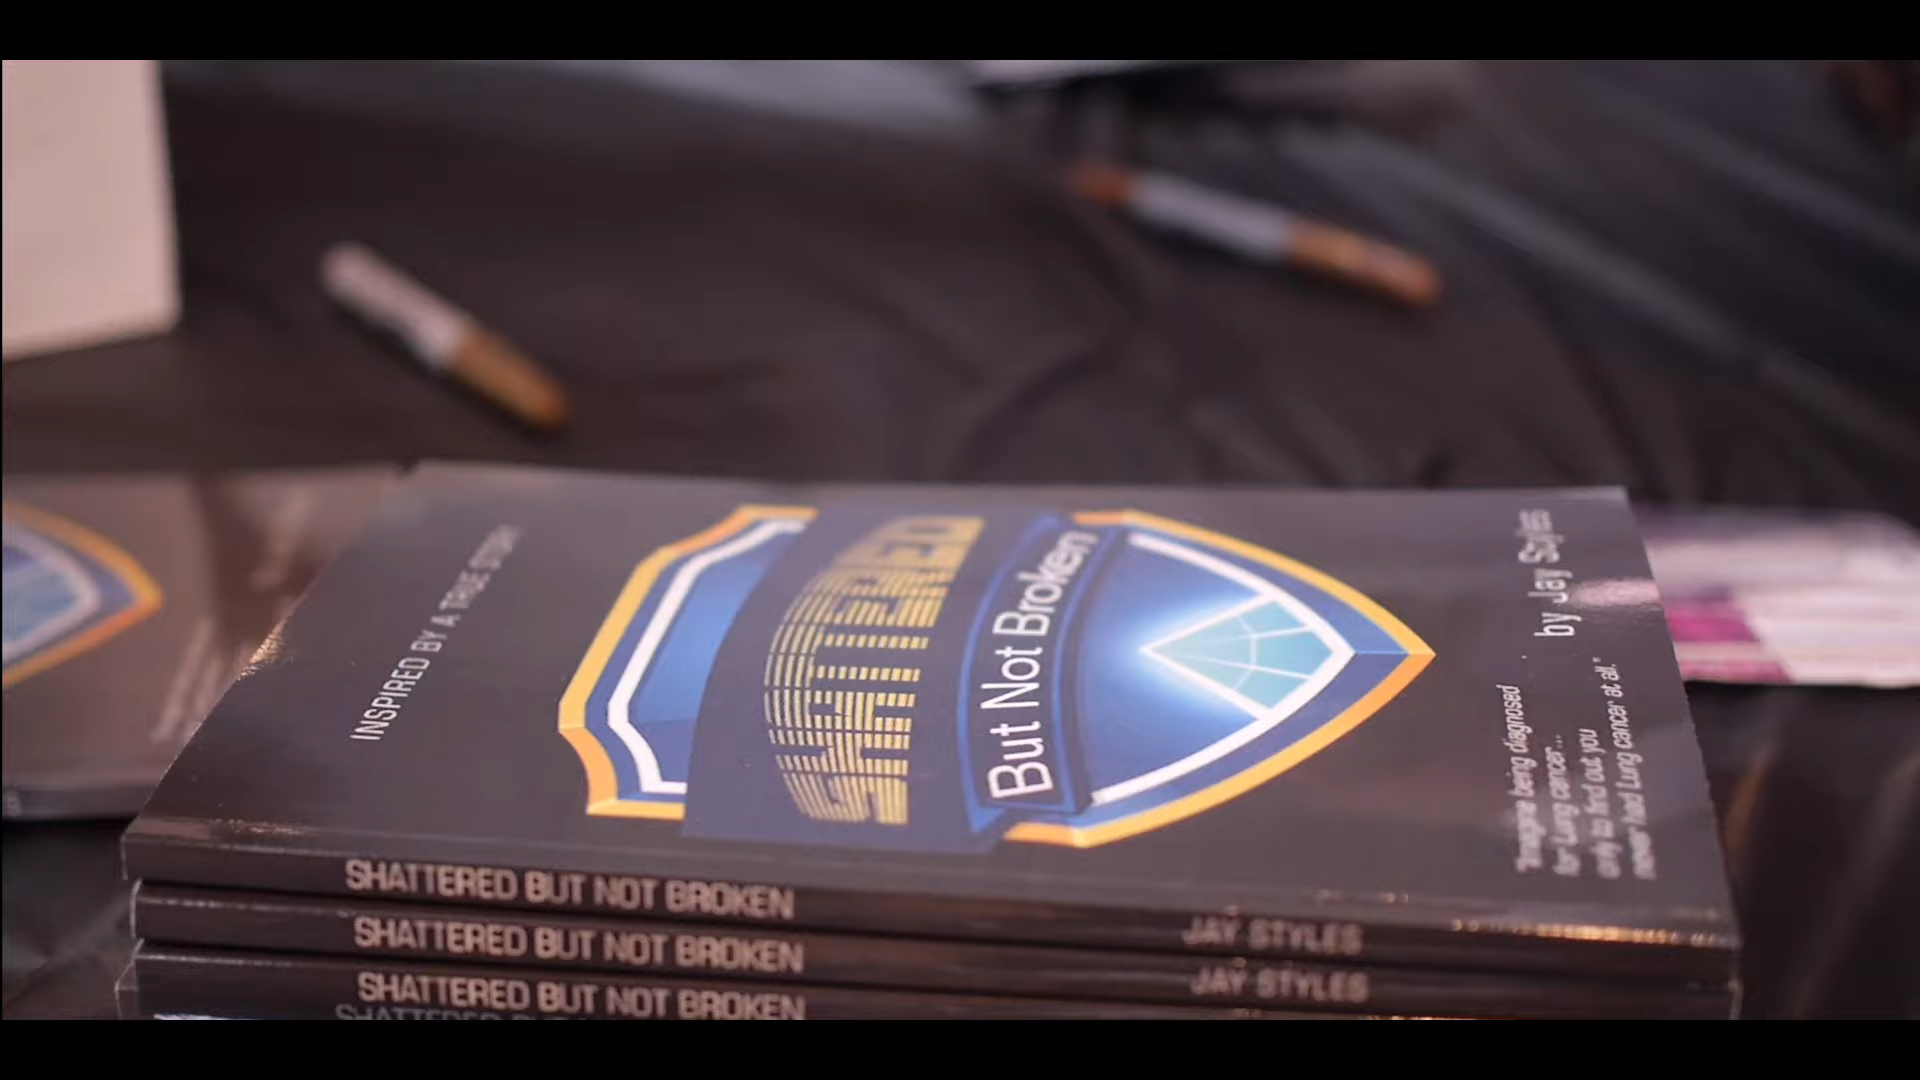 INSPIRED BY A TRUE STORY
SHATTERED
But Not Broken
by Jay Styles
"Imagine being diagnosed
for Lung cancer...
only to find out you
never had Lung cancer at all."
SHATTERED BUT NOT BROKEN JAY STYLES
SHATTERED BUT NOT BROKEN JAY STYLES
SHATTERED BUT NOT BROKEN